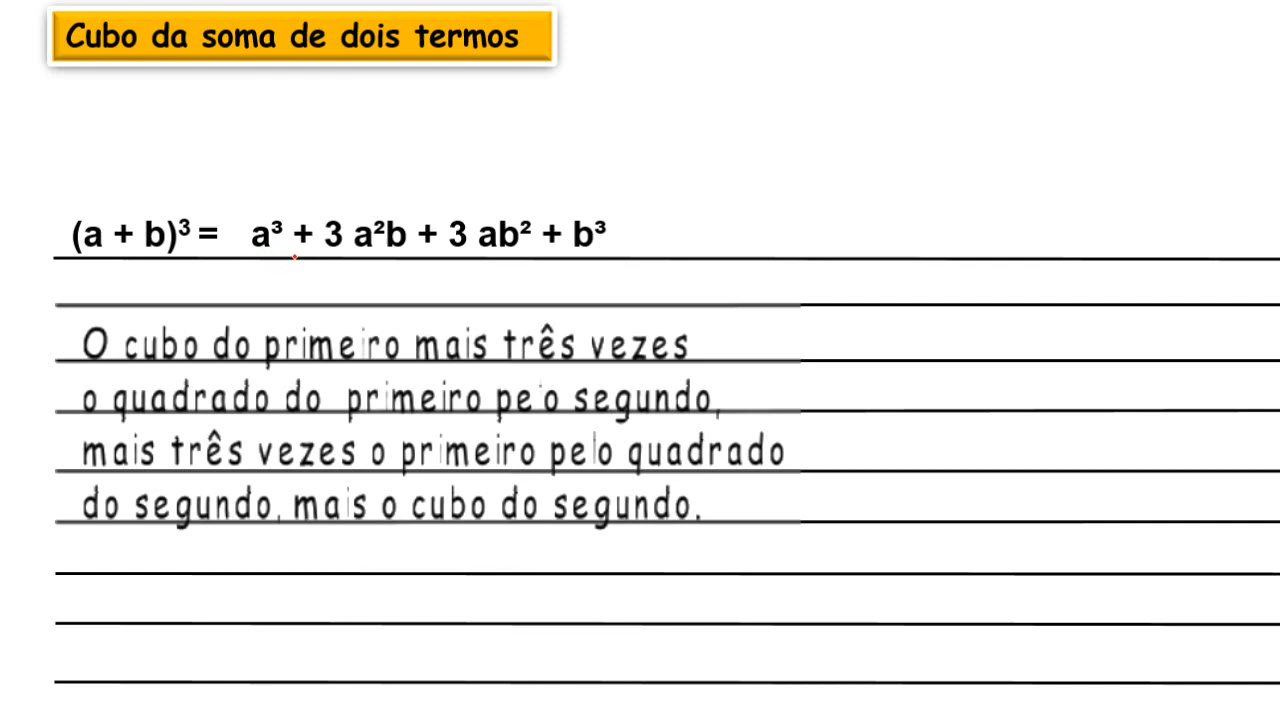 Cubo da soma de dois termos
(a + b)³ = a³ + 3 a²b + 3 ab² + b³
O cubo do primeiro mais três vezes
o quadrado do primeiro pelo segundo,
mais três vezes o primeiro pelo quadrado
do segundo, mais o cubo do segundo.